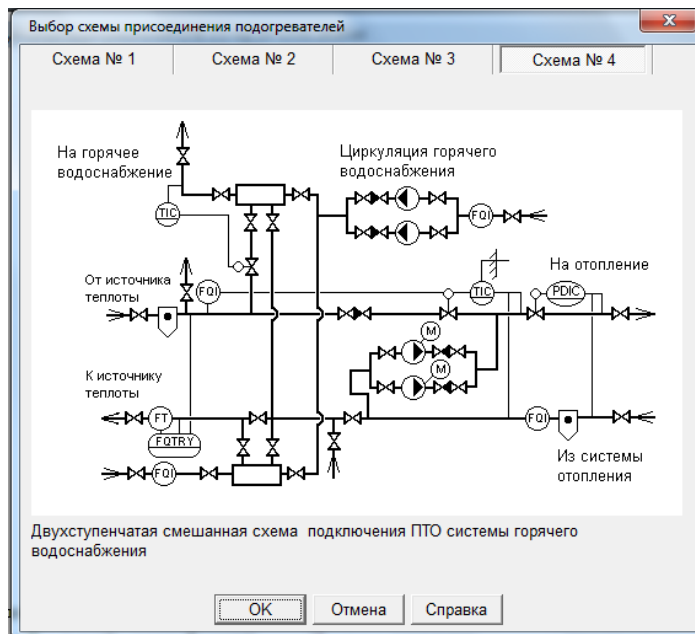 Выбор схемы присоединения подогревателей
Схема № 1
Схема № 2
Схема № 3
Схема № 4
На горячее
водоснабжение
Циркуляция горячего
водоснабжения
TIC
FQI
От источника
теплоты
FQI
TIC
На отопление
PDIC
M
M
К источнику
теплоты
FT
FQTRY
FQI
FQI
Из системы
отопления
Двухступенчатая смешанная схема подключения ПТО системы горячего
водоснабжения
OK
Отмена
Справка